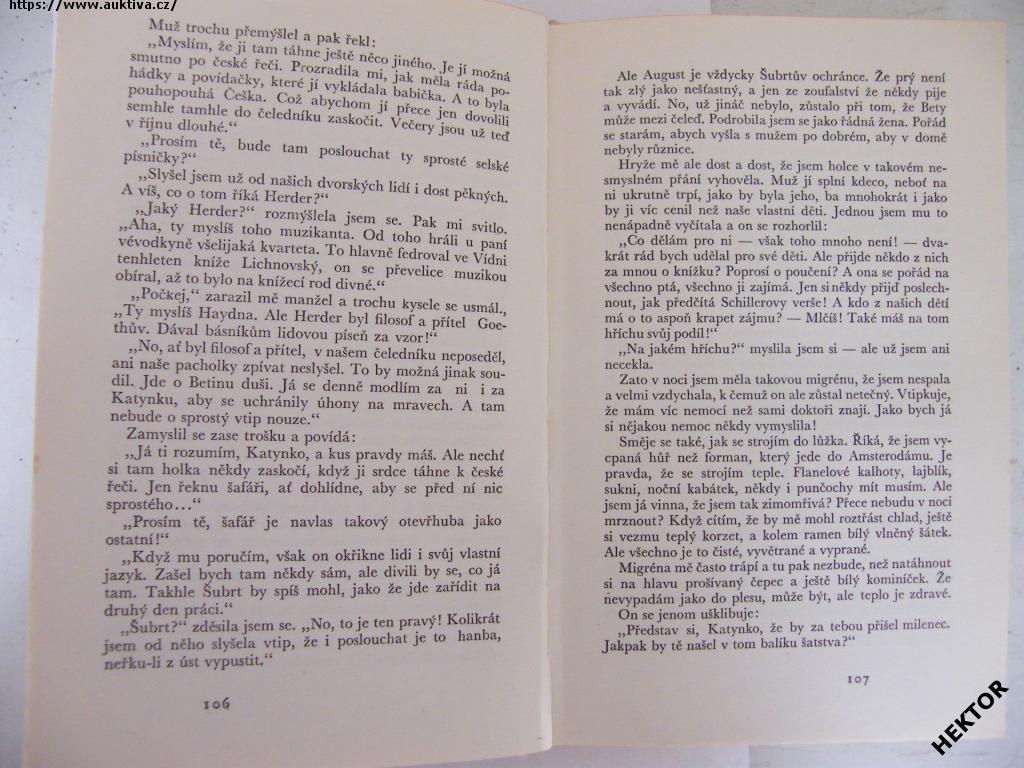 https://www.auktiva.cz/
Muž trochu přemýšlel a pak řekl:
„Myslím, že ji tam táhne ještě něco jiného. Je jí možná
smutno po české řeči. Prozradila mi, jak měla ráda po-
hádky a povídačky, které jí vykládala babička. A to byla
pouhopouhá Češka. Což abychom jí přece jen dovolili
semhle tamhle do čeledníku zaskočit. Večery jsou už teď
v říjnu dlouhé.“
„Prosím tě, bude tam poslouchat ty sprosté selské
písničky?“
„Slyšel jsem už od našich dvorských lidí i dost pěkných.
A víš, co o tom říká Herder?“
„Jaký Herder?“ rozmýšlela jsem se. Pak mi svitlo.
„Aha, ty myslíš toho muzikanta. Od toho hráli u paní
vévodkyně všelijaká kvarteta. To hlavně fedroval ve Vídni
tenhleten kníže Lichnovský, on se převelice muzikou
obíral, až to bylo na knížecí rod divné.“
„Počkej,“ zarazil mě manžel a trochu kysele se usmál,
„Ty myslíš Haydna. Ale Herder byl filosof a přítel Goe-
thův. Dával básníkům lidovou píseň za vzor!“
„No, ať byl filosof a přítel, v našem čeledníku neposeděl,
ani naše pacholky zpívat neslyšel. To by možná jinak sou-
dil. Jde o Betinu duši. Já se denně modlím za ni i za
Katynku, aby se uchránily úhony na mravech. A tam
nebude o sprostý vtip nouze.“
Zamyslil se zase trošku a povídá:
„Já ti rozumím, Katynko, a kus pravdy máš. Ale nechť
si tam holka někdy zaskočí, když ji srdce táhne k české
řeči. Jen řeknu šafáři, ať dohlídne, aby se před ní nic
sprostého...“
„Prosím tě, šafář je navlas takový otevřhuba jako
ostatní!“
„Když mu poručím, však on okřikne lidi i svůj vlastní
jazyk. Zašel bych tam někdy sám, ale divili by se, co já
tam. Takhle Šubrt by spíš mohl, jako že jde zařídit na
druhý den práci.“
„Šubrt?“ zděsila jsem se. „No, to je ten pravý! Kolikrát
jsem od něho slyšela vtip, že i poslouchat je to hanba,
neřku-li z úst vypustit.“
106
Ale August je vždycky Šubrtův ochránce. Že prý není
tak zlý jako nešťastný, a jen ze zoufalství že někdy pije
a vyvádí. No, už jináč nebylo, zůstalo při tom, že Bety
může mezi čeleď. Podrobila jsem se jako řádná žena. Pořád
se starám, abych vyšla s mužem po dobrém, aby v domě
nebyly různice.
Hryže mě ale dost a dost, že jsem holce v takovém ne-
smyslném přání vyhověla. Muž jí splní kdeco, neboť na
ni ukrutně trpí, jako by byla jeho, ba mnohokrát i jako
by ji víc cenil než naše vlastní děti. Jednou jsem mu to
nenápadně vyčítala a on se rozhorlil:
„Co dělám pro ni — však toho mnoho není! — dva-
krát rád bych udělal pro své děti. Ale přijde někdo z nich
za mnou o knížku? Poprosí o poučení? A ona se pořád na
všechno ptá, všechno ji zajímá. Jen si někdy přijď poslech-
nout, jak předčítá Schillerovy verše! A kdo z našich dětí
má o to aspoň krapet zájmu? — Mlčíš! Také máš na tom
hříchu svůj podíl!“
„Na jakém hříchu?“ myslila jsem si — ale už jsem ani
necekla.
Zato v noci jsem měla takovou migrénu, že jsem nespala
a velmi vzdychala, k čemuž on ale zůstal netečný. Vtipkuje,
že mám víc nemocí než sami doktoři znají. Jako bych já
si nějakou nemoc někdy vymyslila!
Směje se také, jak se strojím do lůžka. Říká, že jsem vy-
cpaná hůř než forman, který jede do Amsterodámu. Je
pravda, že se strojím teple. Flanelové kalhoty, lajblík,
sukni, noční kabátek, někdy i punčochy mít musím. Ale
jsem já vinna, že jsem tak zimomřivá? Přece nebudu v noci
mrznout? Když cítím, že by mě mohl roztřást chlad, ještě
si vezmu teplý korzet, a kolem ramen bílý vlněný šátek.
Ale všechno je to čisté, vyvětrané a vyprané.
Migréna mě často trápí a tu pak nezbude, než natáhnout
si na hlavu prošívaný čepec a ještě bílý kominíček. Že
nevypadám jako do plesu, může být, ale teplo je zdravé.
On se jenom ušklibuje:
„Představ si, Katynko, že by za tebou přišel milenec.
Jakpak by tě našel v tom balíku šatstva?“
107
HEKTOR